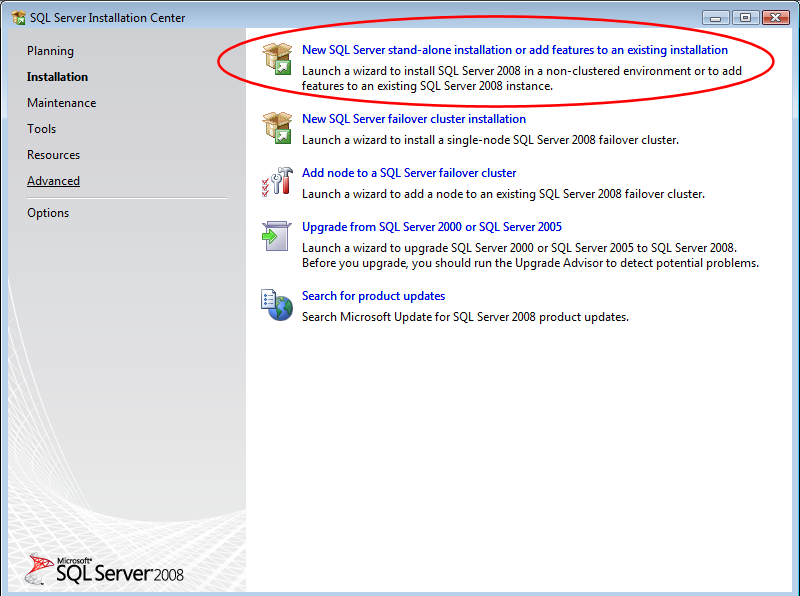 SQL Server Installation Center
Planning
Installation
Maintenance
Tools
Resources
Advanced
Options
New SQL Server stand-alone installation or add features to an existing installation
Launch a wizard to install SQL Server 2008 in a non-clustered environment or to add
features to an existing SQL Server 2008 instance.
New SQL Server failover cluster installation
Launch a wizard to install a single-node SQL Server 2008 failover cluster.
Add node to a SQL Server failover cluster
Launch a wizard to add a node to an existing SQL Server 2008 failover cluster.
Upgrade from SQL Server 2000 or SQL Server 2005
Launch a wizard to upgrade SQL Server 2000 or SQL Server 2005 to SQL Server 2008.
Before you upgrade, you should run the Upgrade Advisor to detect potential problems.
Search for product updates
Search Microsoft Update for SQL Server 2008 product updates.
Microsoft®
SQL Server 2008